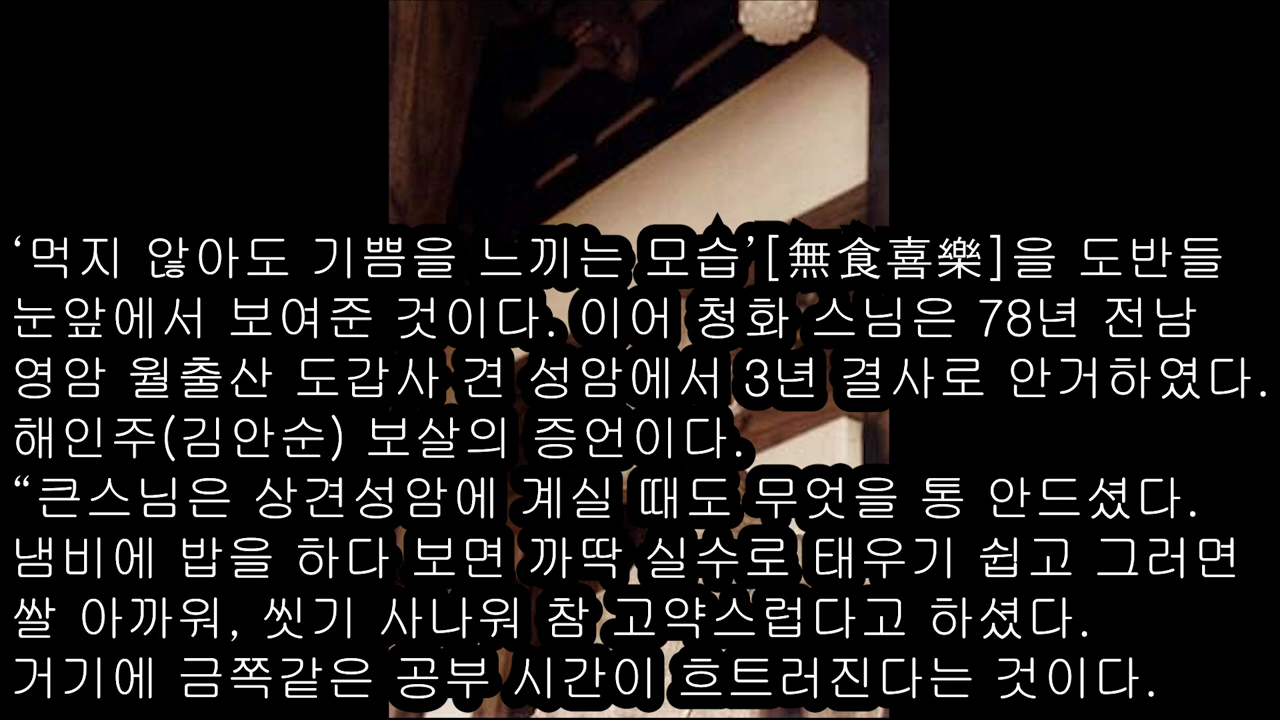 ‘먹지 않아도 기쁨을 느끼는 모습’[無食喜樂]을 도반들
눈앞에서 보여준 것이다. 이어 청화 스님은 78년 전남
영암 월출산 도갑사 견 성암에서 3년 결사로 안거하였다.
해인주(김안순) 보살의 증언이다.
“큰스님은 상견성암에 계실 때도 무엇을 통 안드셨다.
냄비에 밥을 하다 보면 까딱 실수로 태우기 쉽고 그러면
쌀 아까워, 씻기 사나워 참 고약스럽다고 하셨다.
거기에 금쪽같은 공부 시간이 흐트러진다는 것이다.